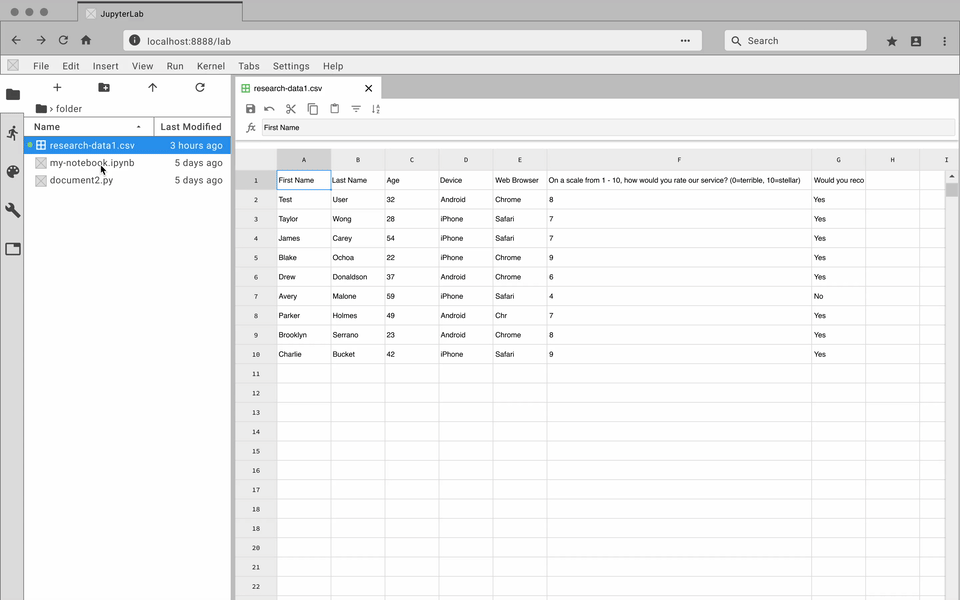 JupyterLab
localhost:8888/lab
Search
File Edit Insert View Run Kernel Tabs Settings Help
research-data1.csv
› folder
fx First Name
Name Last Modified
research-data1.csv 3 hours ago
my-notebook.ipynb 5 days ago
document2.py 5 days ago
A B C D E F G H I
1 First Name Last Name Age Device Web Browser On a scale from 1 - 10, how would you rate our service? (0=terrible, 10=stellar) Would you reco
2 Test User 32 Android Chrome 8 Yes
3 Taylor Wong 28 iPhone Safari 7 Yes
4 James Carey 54 iPhone Safari 7 Yes
5 Blake Ochoa 22 iPhone Chrome 9 Yes
6 Drew Donaldson 37 Android Chrome 6 Yes
7 Avery Malone 59 iPhone Safari 4 No
8 Parker Holmes 49 Android Chr 7 Yes
9 Brooklyn Serrano 23 Android Chrome 8 Yes
10 Charlie Bucket 42 iPhone Safari 9 Yes
11
12
13
14
15
16
17
18
18
20
21
22